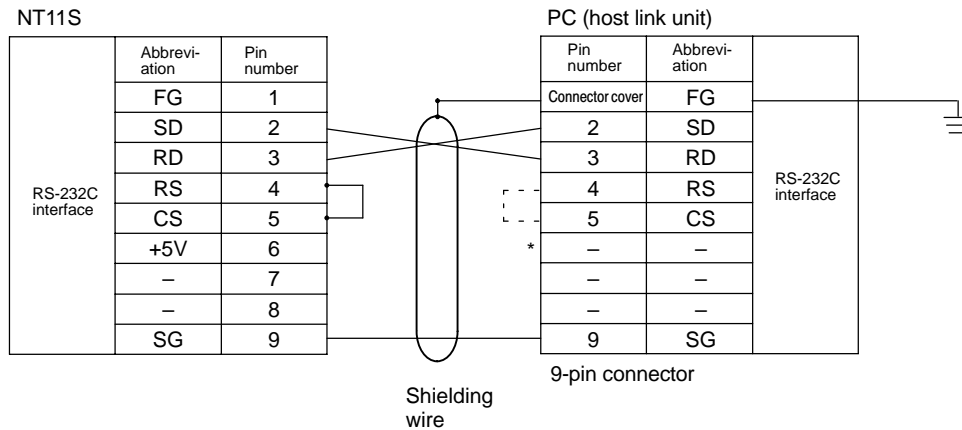 NT11S
PC (host link unit)
Abbrevi-
ation
Pin
number
Pin
number
Abbrevi-
ation
FG 1
Connector cover FG
SD 2
2 SD
RD 3
3 RD
RS 4
4 RS
RS-232C
interface
RS-232C
interface
CS 5
5 CS
+5V 6
* – –
– 7
– –
– 8
– –
SG 9
9 SG
9-pin connector
Shielding
wire